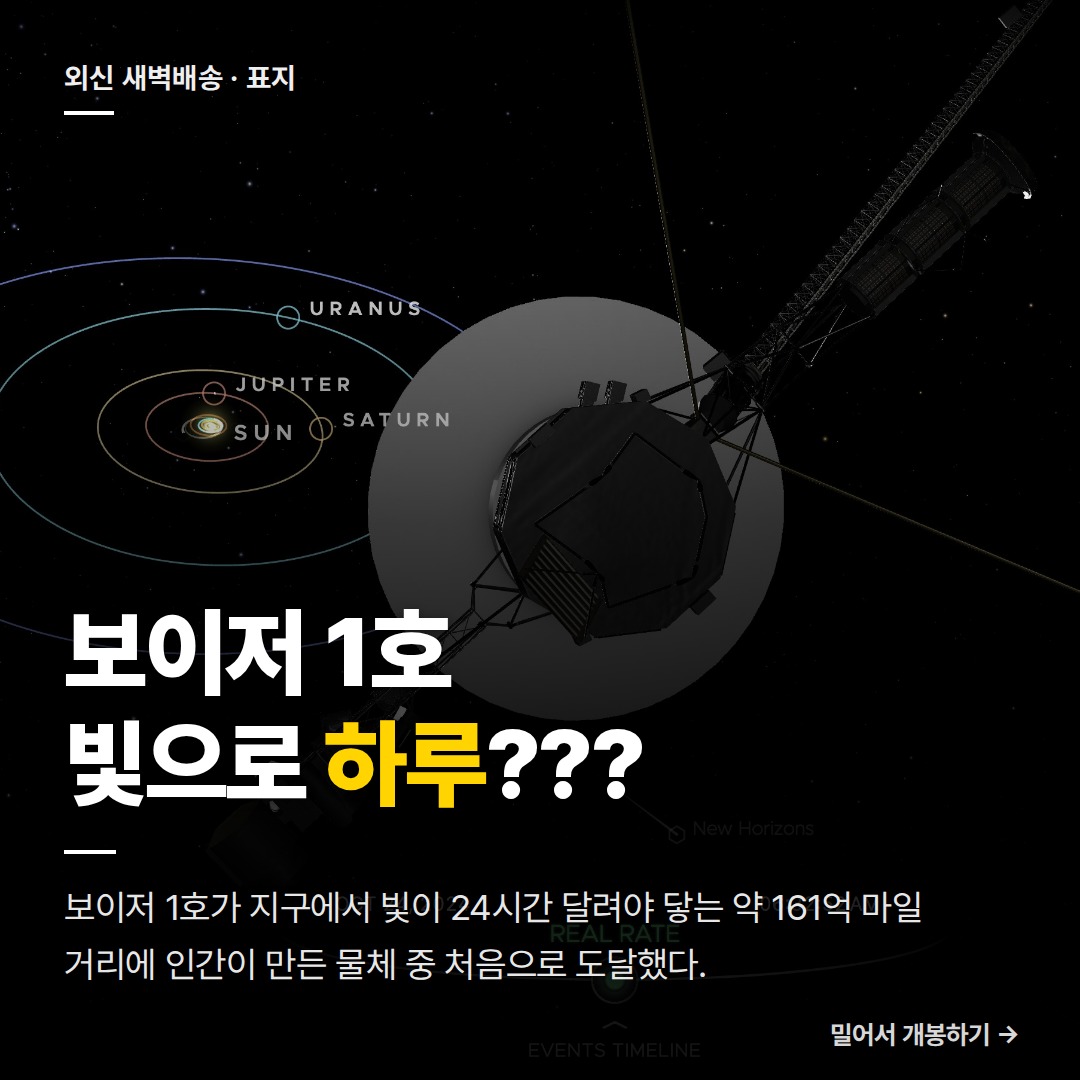 외신 새벽배송 · 표지
URANUS
JUPITER
SATURN
SUN
보이저 1호
빛으로 하루???
New Horizons
보이저 1호가 지구에서 빛이 24시간 달려야 닿는 약 161억 마일
REAL RATE
거리에 인간이 만든 물체 중 처음으로 도달했다.
밀어서 개봉하기 →
EVENTS TIMELINE